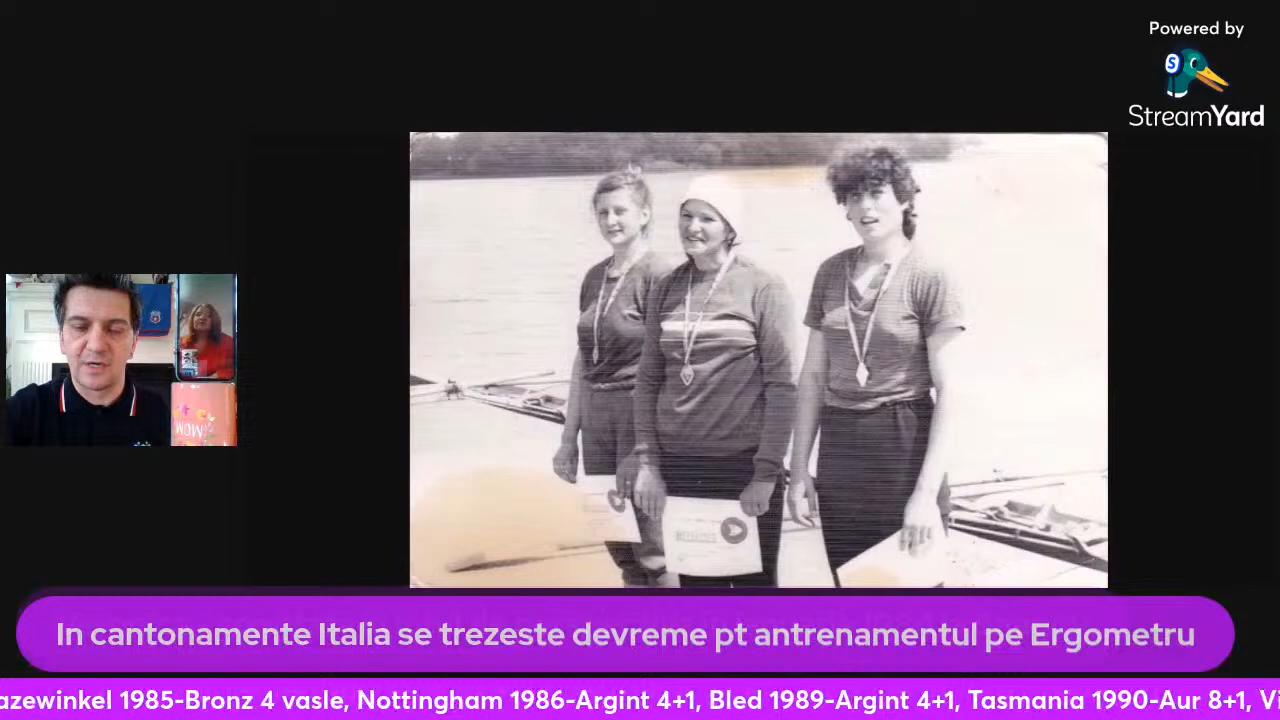 Powered by
StreamYard
In cantonamente Italia se trezeste devreme pt antrenamentul pe Ergometru
azewinkel 1985-Bronz 4 vasle, Nottingham 1986-Argint 4+1, Bled 1989-Argint 4+1, Tasmania 1990-Aur 8+1, Vi